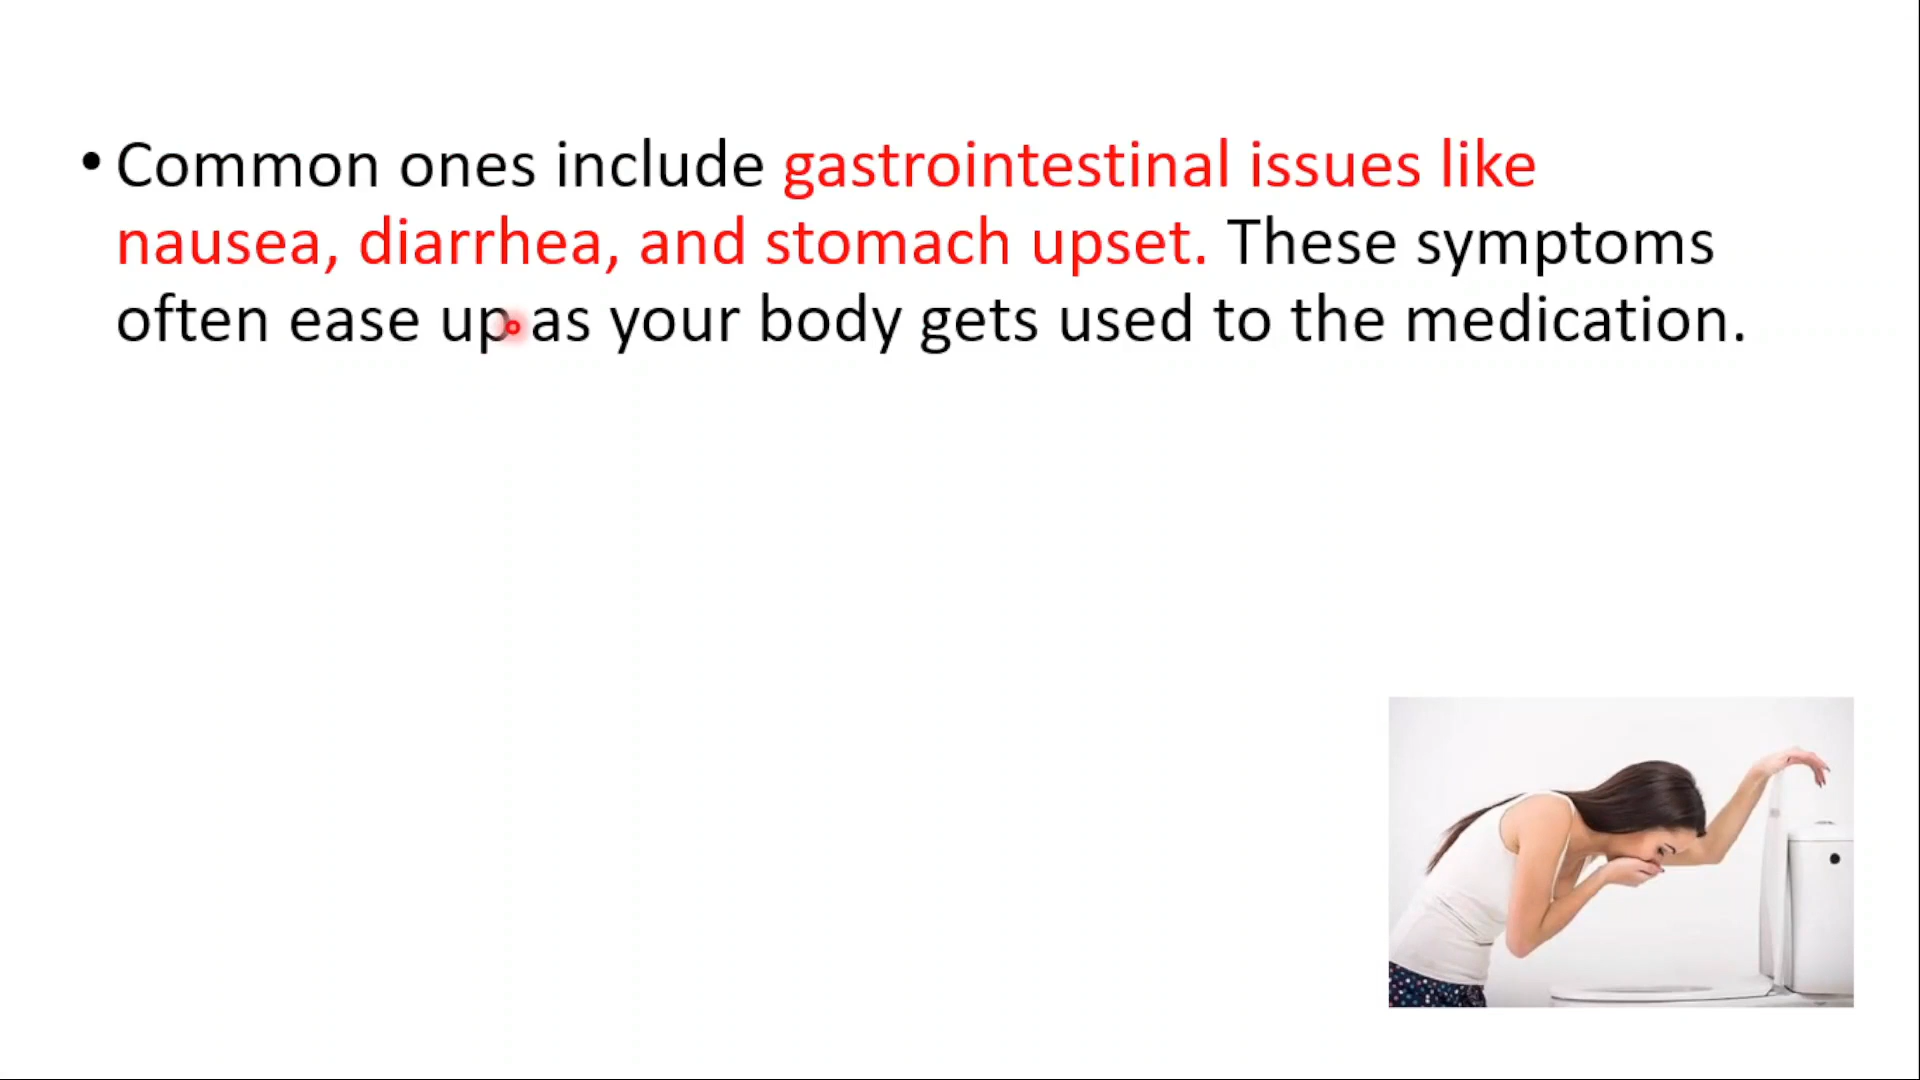 • Common ones include gastrointestinal issues like
nausea, diarrhea, and stomach upset. These symptoms
often ease up as your body gets used to the medication.